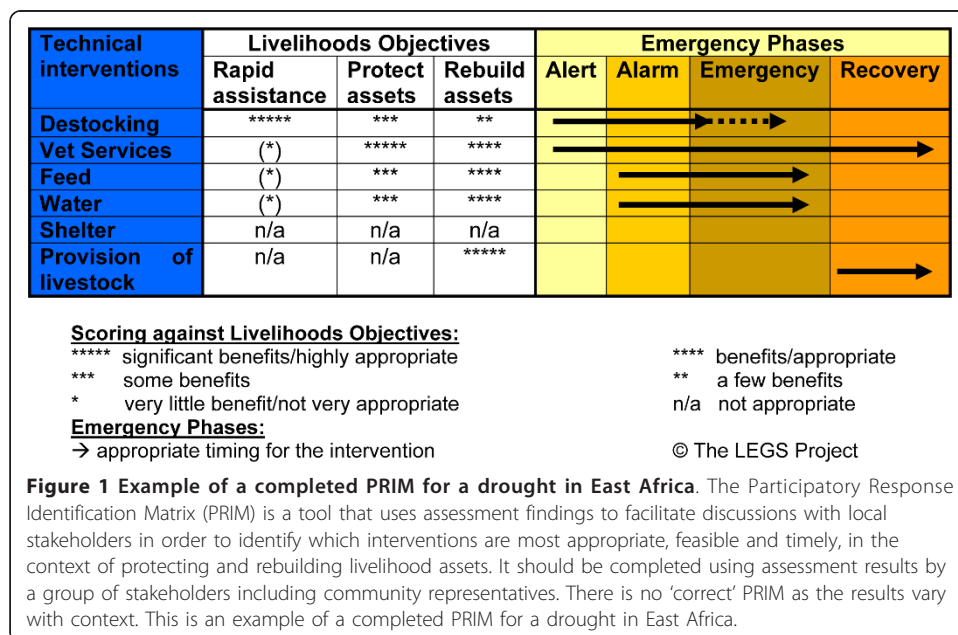 Technical interventions Livelihoods Objectives Emergency Phases
Rapid assistance Protect assets Rebuild assets Alert Alarm Emergency Recovery
Destocking ***** *** **
Vet Services (*) ***** ****
Feed (*) *** ****
Water (*) *** ****
Shelter n/a n/a n/a
Provision of livestock n/a n/a *****
Scoring against Livelihoods Objectives:
***** significant benefits/highly appropriate **** benefits/appropriate
*** some benefits ** a few benefits
* very little benefit/not very appropriate n/a not appropriate
Emergency Phases:
→ appropriate timing for the intervention © The LEGS Project
Figure 1 Example of a completed PRIM for a drought in East Africa. The Participatory Response
Identification Matrix (PRIM) is a tool that uses assessment findings to facilitate discussions with local
stakeholders in order to identify which interventions are most appropriate, feasible and timely, in the
context of protecting and rebuilding livelihood assets. It should be completed using assessment results by
a group of stakeholders including community representatives. There is no ‘correct’ PRIM as the results vary
with context. This is an example of a completed PRIM for a drought in East Africa.